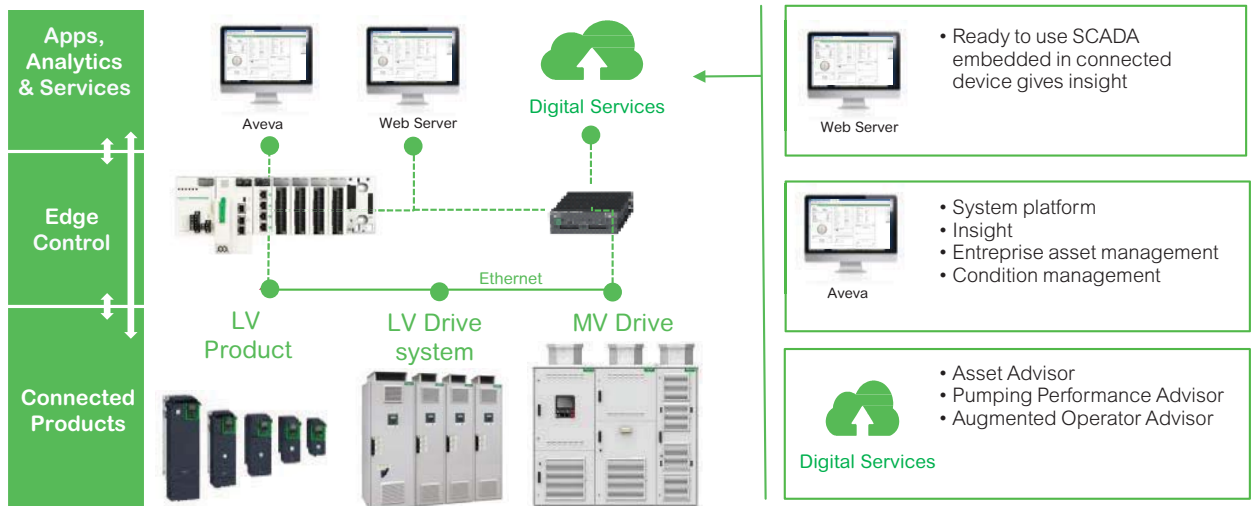 Apps,
Analytics
& Services
Edge
Control
Connected
Products
Aveva
Web Server
Digital Services
Ethernet
LV
Product
LV Drive
system
MV Drive
Web Server
• Ready to use SCADA
embedded in connected
device gives insight
Aveva
• System platform
• Insight
• Entreprise asset management
• Condition management
Digital Services
• Asset Advisor
• Pumping Performance Advisor
• Augmented Operator Advisor